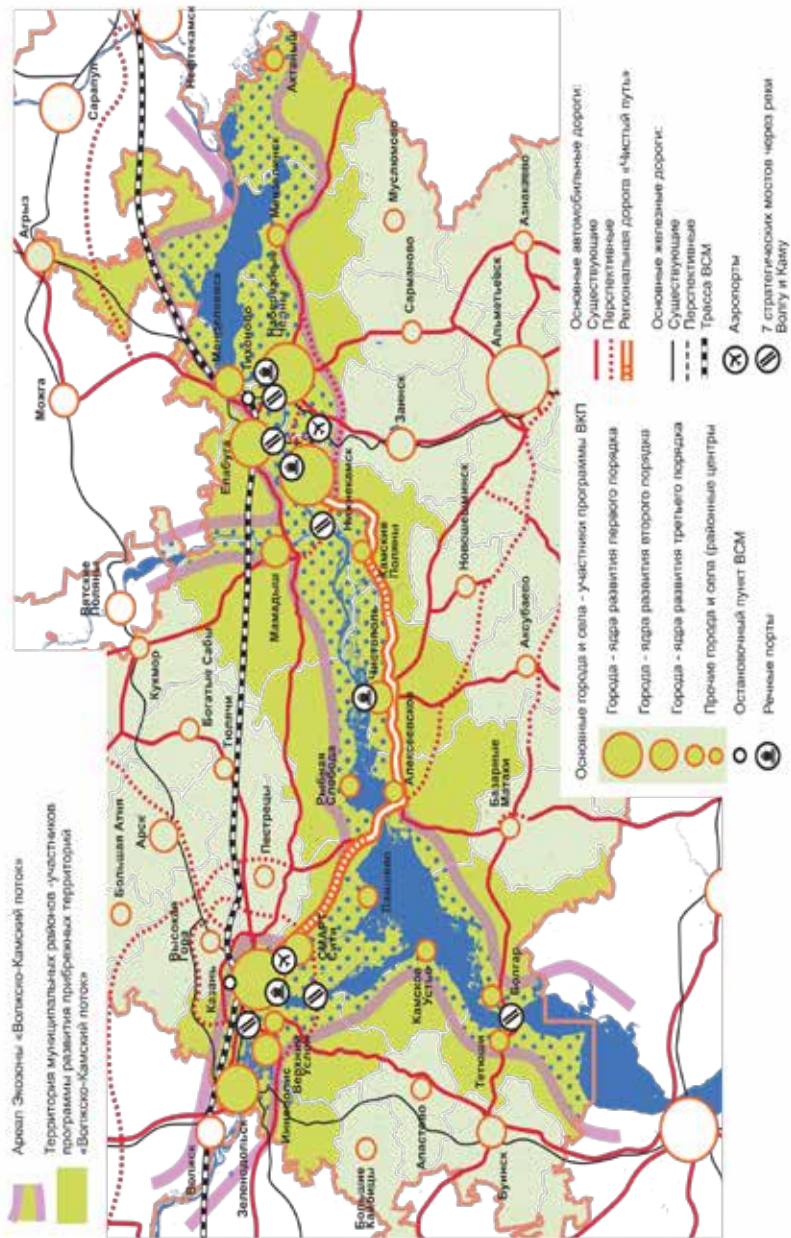 Ареал Экозоны «Волжско-Камский поток»
Территория муниципальных районов -участников
программы развития прибрежных территорий
«Волжско-Камский поток»
Сарапул
Нефтекамск
Агрыз
Актаныш
Можга
Менделеевск
Тихоново
Набережные
Челны
Мензелинск
Муслюмово
Елабуга
Вятские
Поляны
Нижнекамск
Сарманово
Азнакаево
Заинск
Альметьевск
Кукмор
Мамадыш
Камские
Поляны
Новошешминск
Богатые Сабы
Тюлячи
Чистополь
Аксубаево
Большая Атня
Арск
Пестрецы
Рыбная
Слобода
Алексеевское
Базарные
Матаки
Высокая
Гора
Казань
СМАРТ
Сити
Лаишево
Камское
Устье
Болгар
Волжск
Зеленодольск
Иннополис
Верхний
Услон
Тетюши
Апастово
Большие
Кайбицы
Буинск
Основные города и села - участники программы ВКП
Города - ядра развития первого порядка
Города - ядра развития второго порядка
Города - ядра развития третьего порядка
Прочие города и села (районные центры
Остановочный пункт ВСМ
Речные порты
Основные автомобильные дороги:
Существующие
Перспективные
Региональная дорога «Чистый путь»
Основные железные дороги:
Существующие
Перспективные
Трасса ВСМ
Аэропорты
7 стратегических мостов через реки
Волгу и Каму